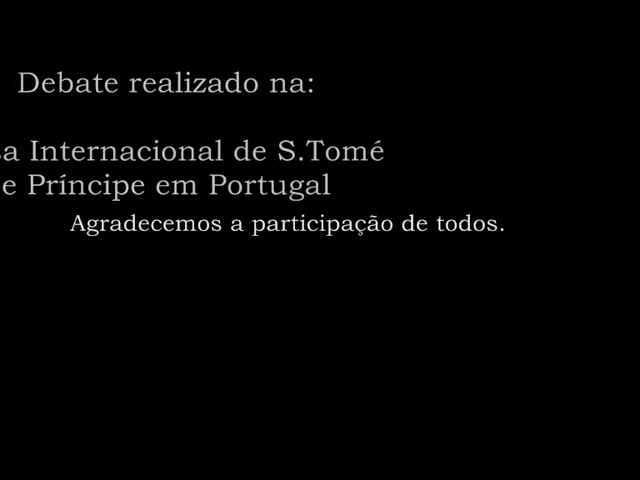 Debate realizado na:
a Internacional de S.Tomé
e Príncipe em Portugal
Agradecemos a participação de todos.